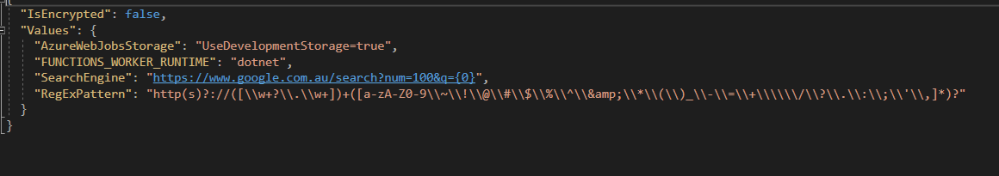 {
"IsEncrypted": false,
"Values": {
"AzureWebJobsStorage": "UseDevelopmentStorage=true",
"FUNCTIONS_WORKER_RUNTIME": "dotnet",
"SearchEngine": "https://www.google.com.au/search?num=100&q={0}",
"RegExPattern": "http(s)?://([\\w+?\\.\\w+])+([a-zA-Z0-9\\~\\!\\@\\#\\$\\%\\^\\&amp;\\*\\(\\)_\\-\\=\\+\\\\\\/\\?\\.\\:\\;\\'\\,]*)?"
}
}